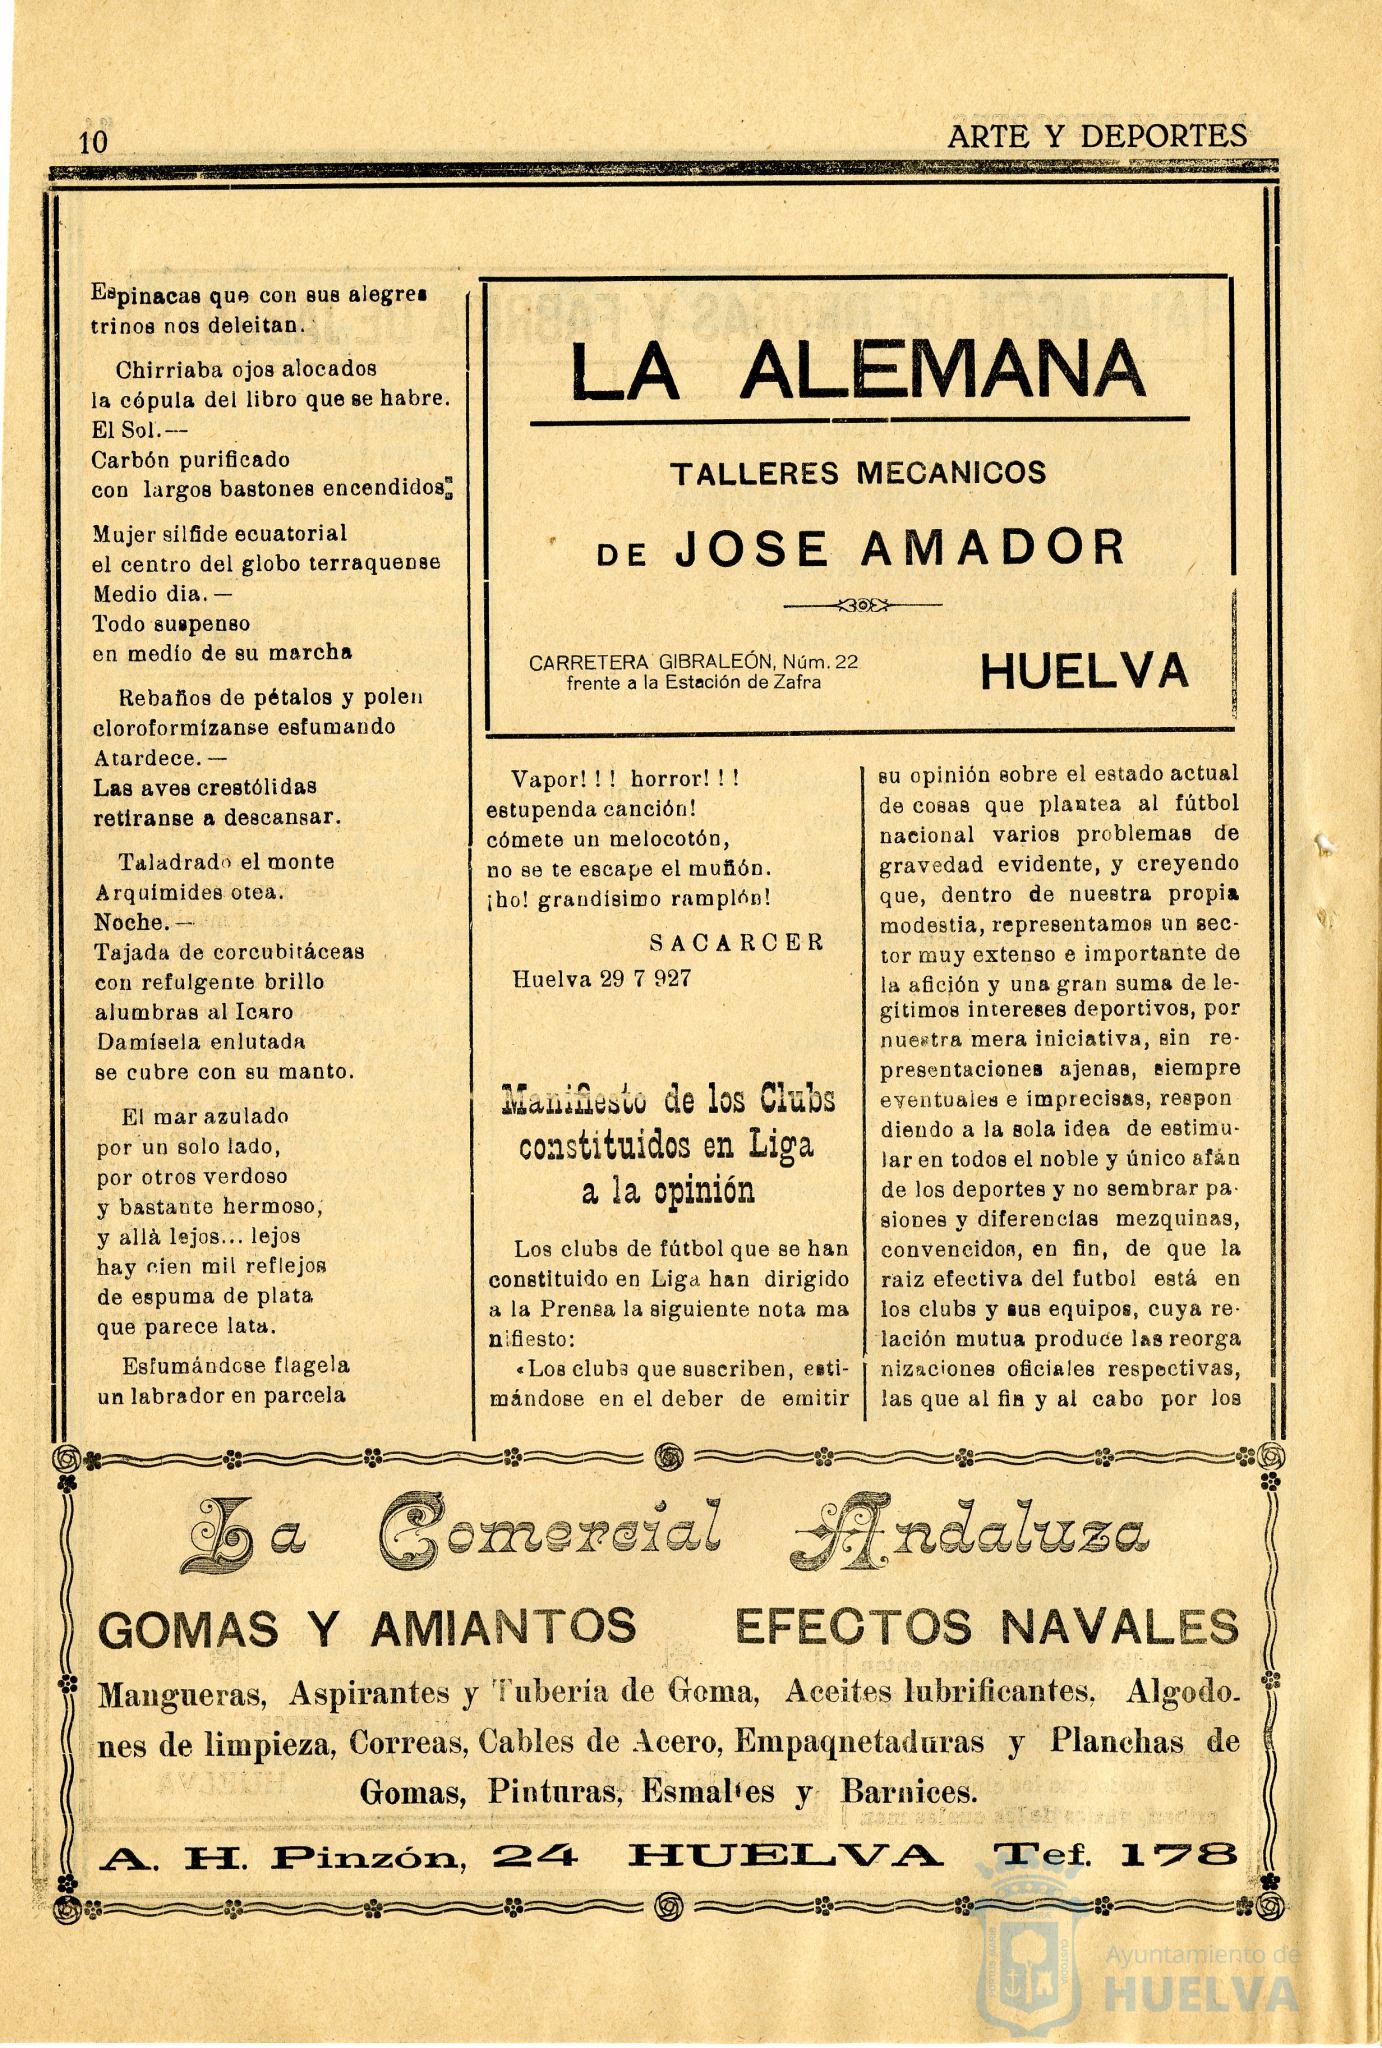 10
ARTE Y DEPORTES
Espinacas que con sus alegres
trinos nos deleitan.
Chirriaba ojos alocados
la cópula del libro que se habre.
El Sol.—
Carbón purificado
con largos bastones encendidos
Mujer silfide ecuatorial
el centro del globo terraquense
Medio dia.—
Todo suspenso
en medio de su marcha
Rebaños de pétalos y polen
cloroformizanse esfumando
Atardece.—
Las aves crestólidas
retiranse a descansar.
Taladrado el monte
Arquimides otea.
Noche.—
Tajada de corcubitáceas
con refulgente brillo
alumbras al Icaro
Damisela enlutada
se cubre con su manto.
El mar azulado
por un solo lado,
por otros verdoso
y bastante hermoso,
y allà lejos... lejos
hay cien mil reflejos
de espuma de plata
que parece lata.
Esfumándose flagela
un labrador en parcela
LA ALEMANA
TALLERES MECANICOS
DE JOSE AMADOR
CARRETERA GIBRALEÓN, Núm. 22
frente a la Estación de Zafra
HUELVA
Vapor!!! horror!!!
estupenda canción!
cómete un melocotón,
no se te escape el muñón.
¡ho! grandísimo ramplón!
SACARCER
Huelva 29 7 927
Manifiesto de los Clubs
constituidos en Liga
a la opinión
Los clubs de fútbol que se han
constituido en Liga han dirigido
a la Prensa la siguiente nota ma
nifiesto:
«Los clubs que suscriben, esti-
mándose en el deber de emitir
su opinión sobre el estado actual
de cosas que plantea al fútbol
nacional varios problemas de
gravedad evidente, y creyendo
que, dentro de nuestra propia
modestia, representamos un sec-
tor muy extenso e importante de
la afición y una gran suma de le-
gitimos intereses deportivos, por
nuestra mera iniciativa, sin re-
presentaciones ajenas, siempre
eventuales e imprecisas, respon
diendo a la sola idea de estimu-
lar en todos el noble y único afán
de los deportes y no sembrar pa-
siones y diferencias mezquinas,
convencidos, en fin, de que la
raiz efectiva del futbol está en
los clubs y sus equipos, cuya re-
lación mutua produce las reorga
nizaciones oficiales respectivas,
las que al fin y al cabo por los
La Comercial Andaluza
GOMAS Y AMIANTOS EFECTOS NAVALES
Mangueras, Aspirantes y Tuberia de Goma, Aceites lubrificantes, Algodo-
nes de limpieza, Correas, Cables de Acero, Empaquetaduras y Planchas de
Gomas, Pinturas, Esmaltes y Barnices.
A. H. Pinzón, 24 HUELVA Tef. 178
Ayuntamiento de
HUELVA